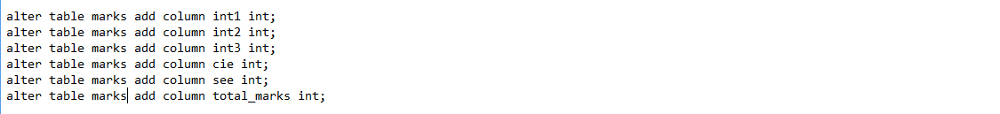 alter table marks add column int1 int;
alter table marks add column int2 int;
alter table marks add column int3 int;
alter table marks add column cie int;
alter table marks add column see int;
alter table marks add column total_marks int;